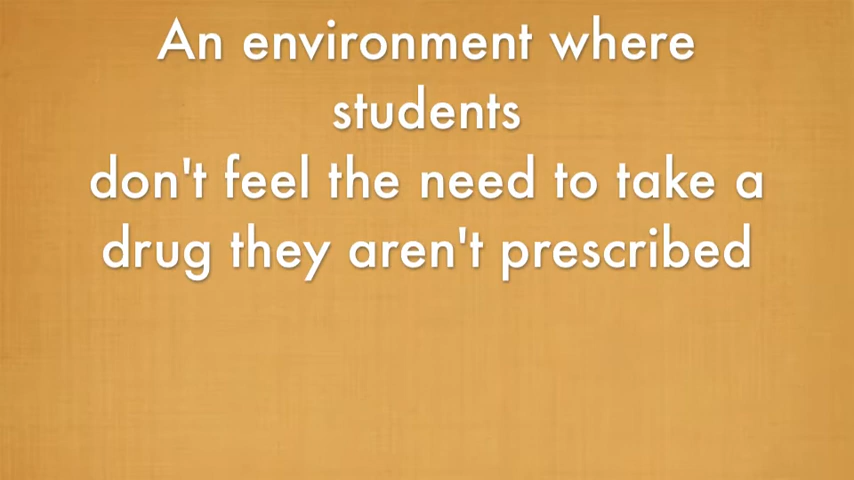 An environment where
students
don't feel the need to take a
drug they aren't prescribed